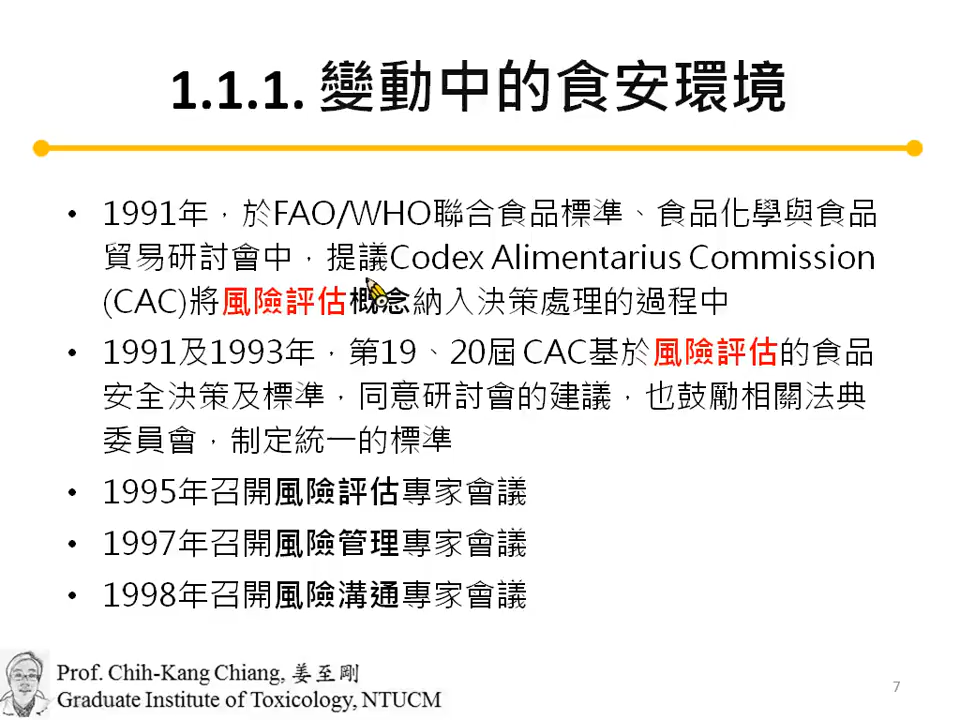 1.1.1. 變動中的食安環境
• 1991年，於FAO/WHO聯合食品標準、食品化學與食品
貿易研討會中，提議Codex Alimentarius Commission
(CAC)將風險評估概念納入決策處理的過程中
• 1991及1993年，第19、20屆 CAC基於風險評估的食品
安全決策及標準，同意研討會的建議，也鼓勵相關法典
委員會，制定統一的標準
• 1995年召開風險評估專家會議
• 1997年召開風險管理專家會議
• 1998年召開風險溝通專家會議
Prof. Chih-Kang Chiang, 姜至剛
Graduate Institute of Toxicology, NTUCM
7